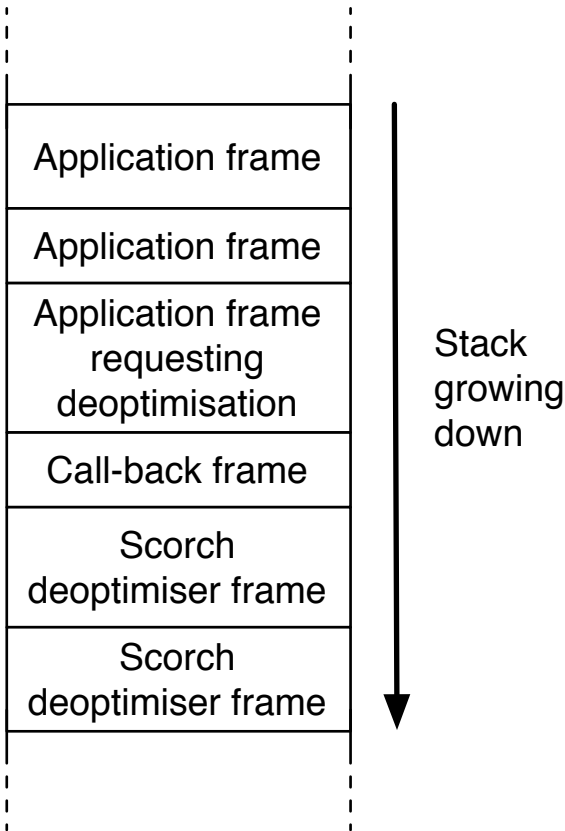 Application frame
Application frame
Application frame
requesting
deoptimisation
Stack
growing
down
Call-back frame
Scorch
deoptimiser frame
Scorch
deoptimiser frame